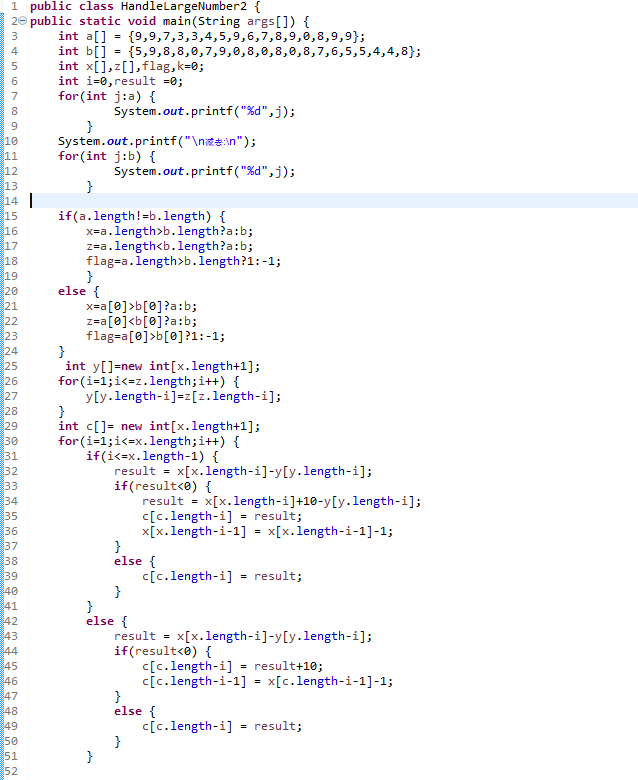 1 public class HandleLargeNumber2 {
2 public static void main(String args[]) {
3 int a[] = {9,9,7,3,3,4,5,9,6,7,8,9,0,8,9,9};
4 int b[] = {5,9,8,8,0,7,9,0,8,0,8,0,8,7,6,5,5,4,4,8};
5 int x[],z[],flag,k=0;
6 int i=0,result =0;
7 for(int j:a) {
8 System.out.printf("%d",j);
9 }
10 System.out.printf("\n减去:\n");
11 for(int j:b) {
12 System.out.printf("%d",j);
13 }
14
15 if(a.length!=b.length) {
16 x=a.length>b.length?a:b;
17 z=a.length<b.length?a:b;
18 flag=a.length>b.length?1:-1;
19 }
20 else {
21 x=a[0]>b[0]?a:b;
22 z=a[0]<b[0]?a:b;
23 flag=a[0]>b[0]?1:-1;
24 }
25 int y[]=new int[x.length+1];
26 for(i=1;i<=z.length;i++) {
27 y[y.length-i]=z[z.length-i];
28 }
29 int c[]= new int[x.length+1];
30 for(i=1;i<=x.length;i++) {
31 if(i<=x.length-1) {
32 result = x[x.length-i]-y[y.length-i];
33 if(result<0) {
34 result = x[x.length-i]+10-y[y.length-i];
35 c[c.length-i] = result;
36 x[x.length-i-1] = x[x.length-i-1]-1;
37 }
38 else {
39 c[c.length-i] = result;
40 }
41 }
42 else {
43 result = x[x.length-i]-y[y.length-i];
44 if(result<0) {
45 c[c.length-i] = result+10;
46 c[c.length-i-1] = x[c.length-i-1]-1;
47 }
48 else {
49 c[c.length-i] = result;
50 }
51 }
52